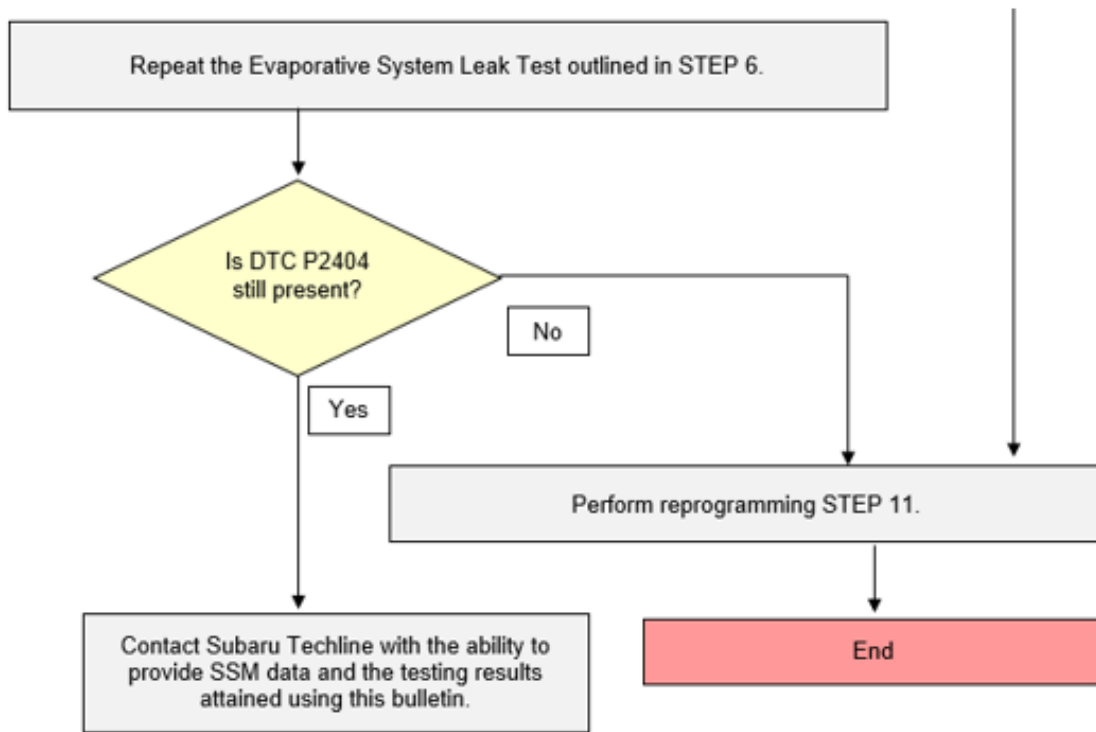 Repeat the Evaporative System Leak Test outlined in STEP 6.
Is DTC P2404
still present?
No
Yes
Perform reprogramming STEP 11.
Contact Subaru Techline with the ability to
provide SSM data and the testing results
attained using this bulletin.
End